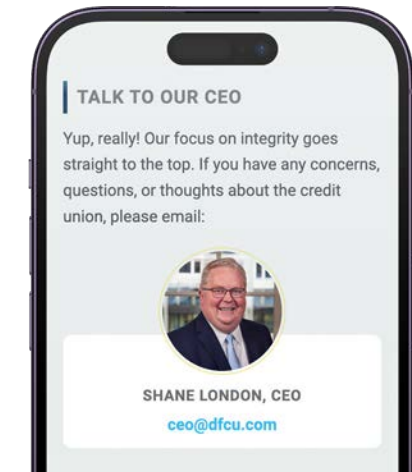 TALK TO OUR CEO
Yup, really! Our focus on integrity goes
straight to the top. If you have any concerns,
questions, or thoughts about the credit
union, please email:
SHANE LONDON, CEO
ceo@dfcu.com